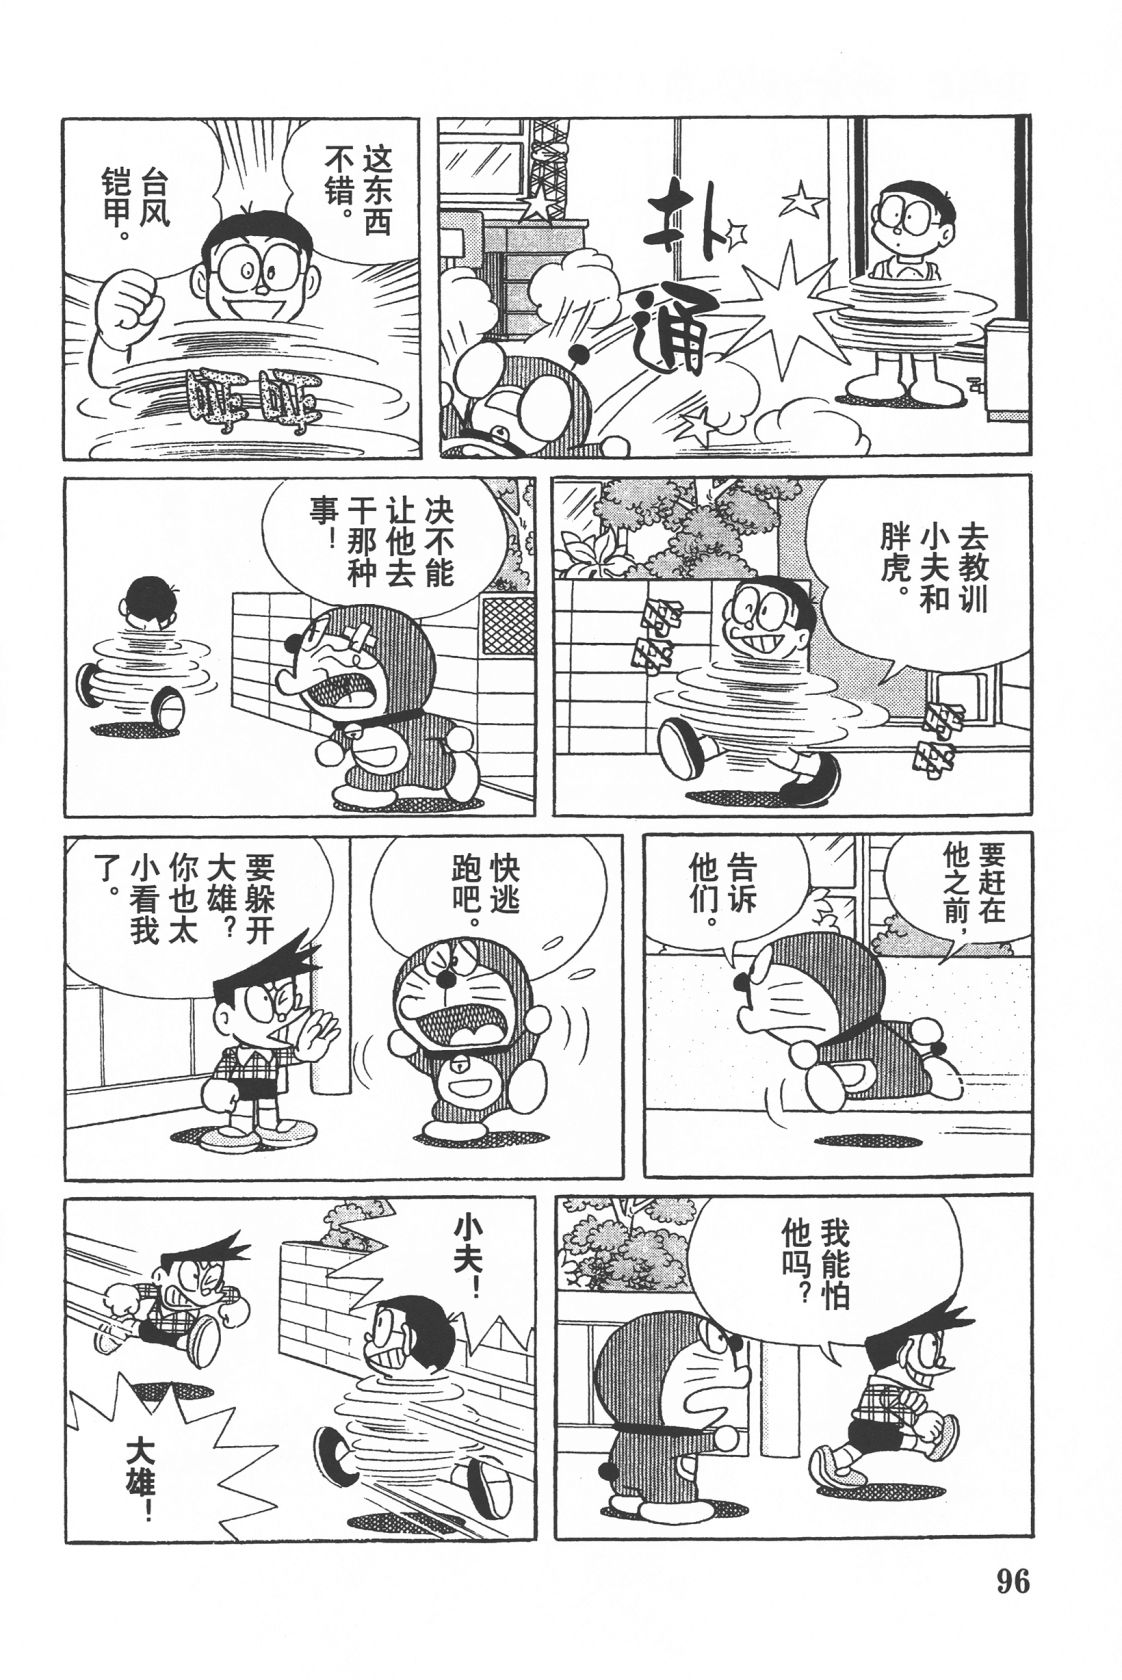 扑通
这东西
不错。
台风
铠甲。
去教训
小夫和
胖虎。
决不能
让他去
干那种
事！
要赶在
他之前，
告诉
他们。
快逃
跑吧。
要躲开
大雄？
你也太
小看我
了。
我能怕
他吗？
小夫！
大雄！
96